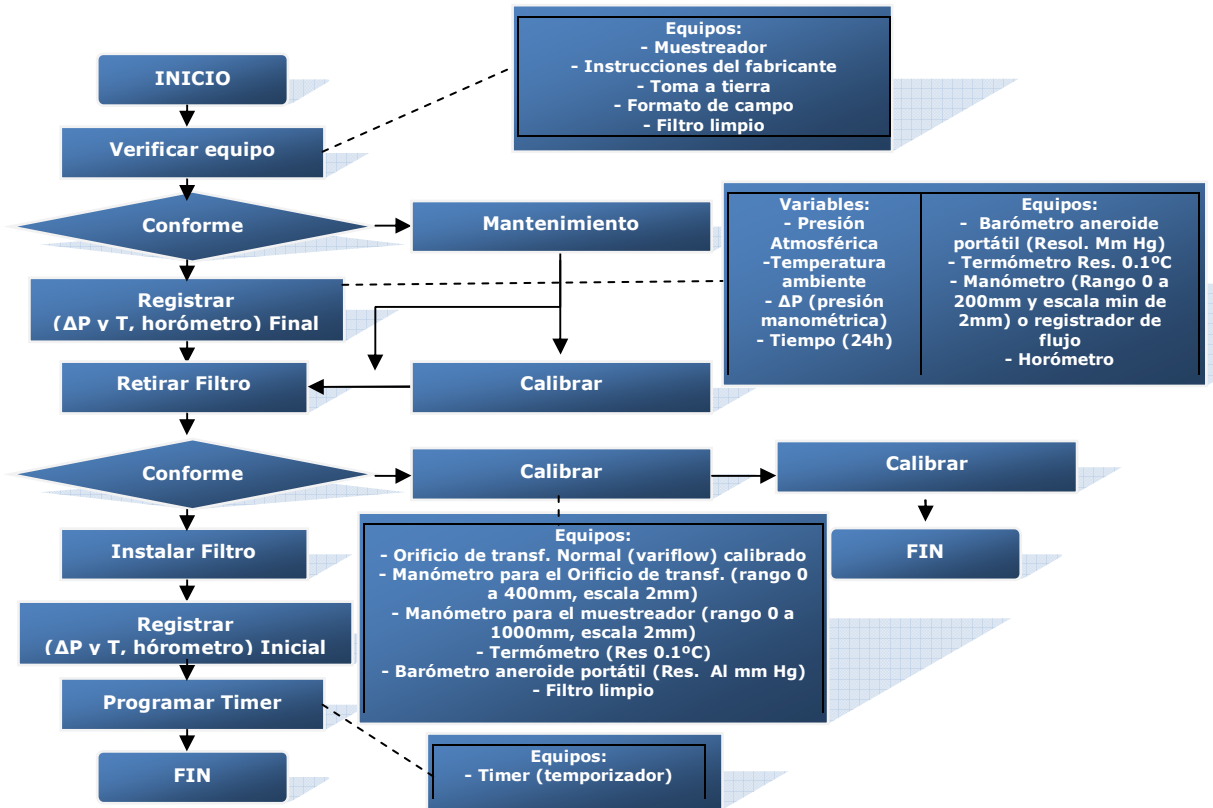 INICIO
Equipos:
– Muestreador
– Instrucciones del fabricante
– Toma a tierra
– Formato de campo
– Filtro limpio
Verificar equipo
Conforme
Mantenimiento
Variables:
– Presión
Atmosférica
–Temperatura
ambiente
– ΔP (presión
manométrica)
– Tiempo (24h)
Equipos:
– Barómetro aneroide
portátil (Resol. Mm Hg)
– Termómetro Res. 0.1ºC
– Manómetro (Rango 0 a
200mm y escala min de
2mm) o registrador de
flujo
– Horómetro
Registrar
(ΔP y T, horómetro) Final
Retirar Filtro
Calibrar
Conforme
Calibrar
Calibrar
FIN
Instalar Filtro
Equipos:
– Orificio de transf. Normal (variflow) calibrado
– Manómetro para el Orificio de transf. (rango 0
a 400mm, escala 2mm)
– Manómetro para el muestreador (rango 0 a
1000mm, escala 2mm)
– Termómetro (Res 0.1ºC)
– Barómetro aneroide portátil (Res. Al mm Hg)
– Filtro limpio
Registrar
(ΔP y T, hórometro) Inicial
Programar Timer
Equipos:
– Timer (temporizador)
FIN